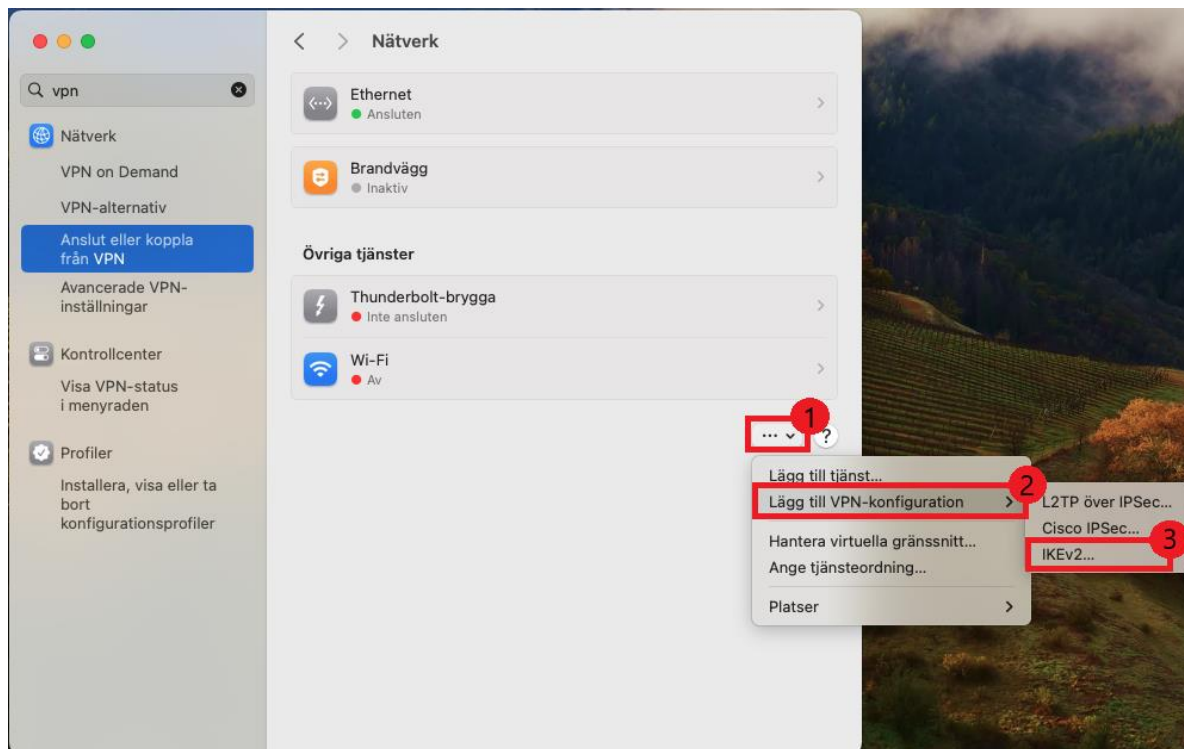 vpn
Nätverk
VPN on Demand
VPN-alternativ
Anslut eller koppla
från VPN
Avancerade VPN-
inställningar
Kontrollcenter
Visa VPN-status
i menyraden
Profiler
Installera, visa eller ta
bort
konfigurationsprofiler
Nätverk
Ethernet
Ansluten
Brandvägg
Inaktiv
Övriga tjänster
Thunderbolt-brygga
Inte ansluten
Wi-Fi
Av
1
?
Lägg till tjänst...
2
Lägg till VPN-konfiguration
Hantera virtuella gränssnitt...
Ange tjänsteordning...
Platser
L2TP över IPSec...
Cisco IPSec...
3
IKEv2...